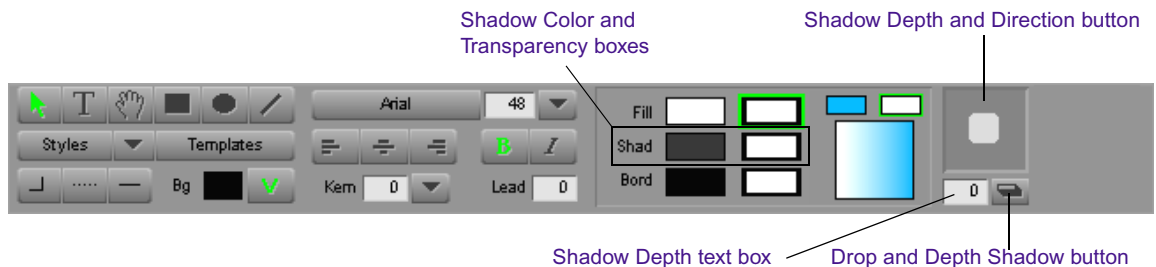 Shadow Color and
Transparency boxes
Shadow Depth and Direction button
T
Arial
48
Fill
Styles
Templates
B
I
Shad
Bg
Kern
0
Lead
0
Bord
0
Shadow Depth text box
Drop and Depth Shadow button